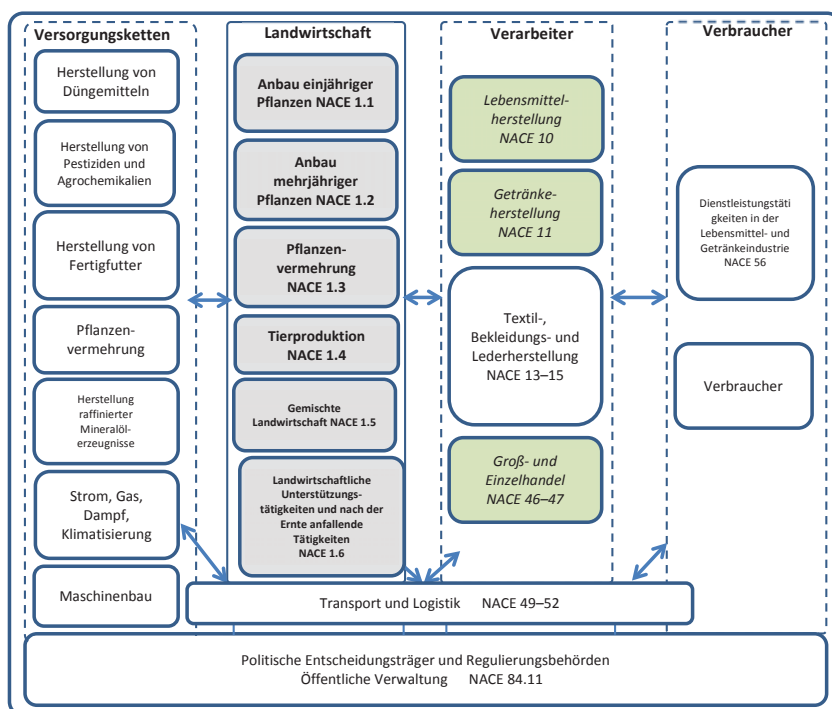 Versorgungsketten
Herstellung von
Düngemitteln
Herstellung von
Pestiziden und
Agrochemikalien
Herstellung von
Fertigfutter
Pflanzen-
vermehrung
Herstellung
raffinierter
Mineralöl-
erzeugnisse
Strom, Gas,
Dampf,
Klimatisierung
Maschinenbau
Landwirtschaft
Anbau einjähriger
Pflanzen NACE 1.1
Anbau
mehrjähriger
Pflanzen NACE 1.2
Pflanzen-
vermehrung
NACE 1.3
Tierproduktion
NACE 1.4
Gemischte
Landwirtschaft NACE 1.5
Landwirtschaftliche
Unterstützungs-
tätigkeiten und nach der
Ernte anfallende
Tätigkeiten
NACE 1.6
Verarbeiter
Lebensmittel-
herstellung
NACE 10
Getränke-
herstellung
NACE 11
Textil-,
Bekleidungs- und
Lederherstellung
NACE 13–15
Groß- und
Einzelhandel
NACE 46–47
Verbraucher
Dienstleistungstäti
gkeiten in der
Lebensmittel- und
Getränkeindustrie
NACE 56
Verbraucher
Transport und Logistik NACE 49–52
Politische Entscheidungsträger und Regulierungsbehörden
Öffentliche Verwaltung NACE 84.11